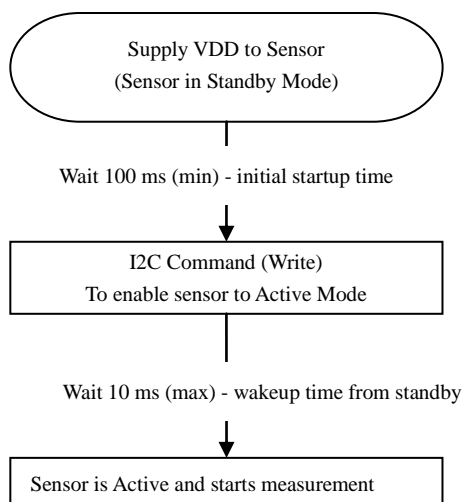 Supply VDD to Sensor
(Sensor in Standby Mode)
Wait 100 ms (min) - initial startup time
I2C Command (Write)
To enable sensor to Active Mode
Wait 10 ms (max) - wakeup time from standby
Sensor is Active and starts measurement